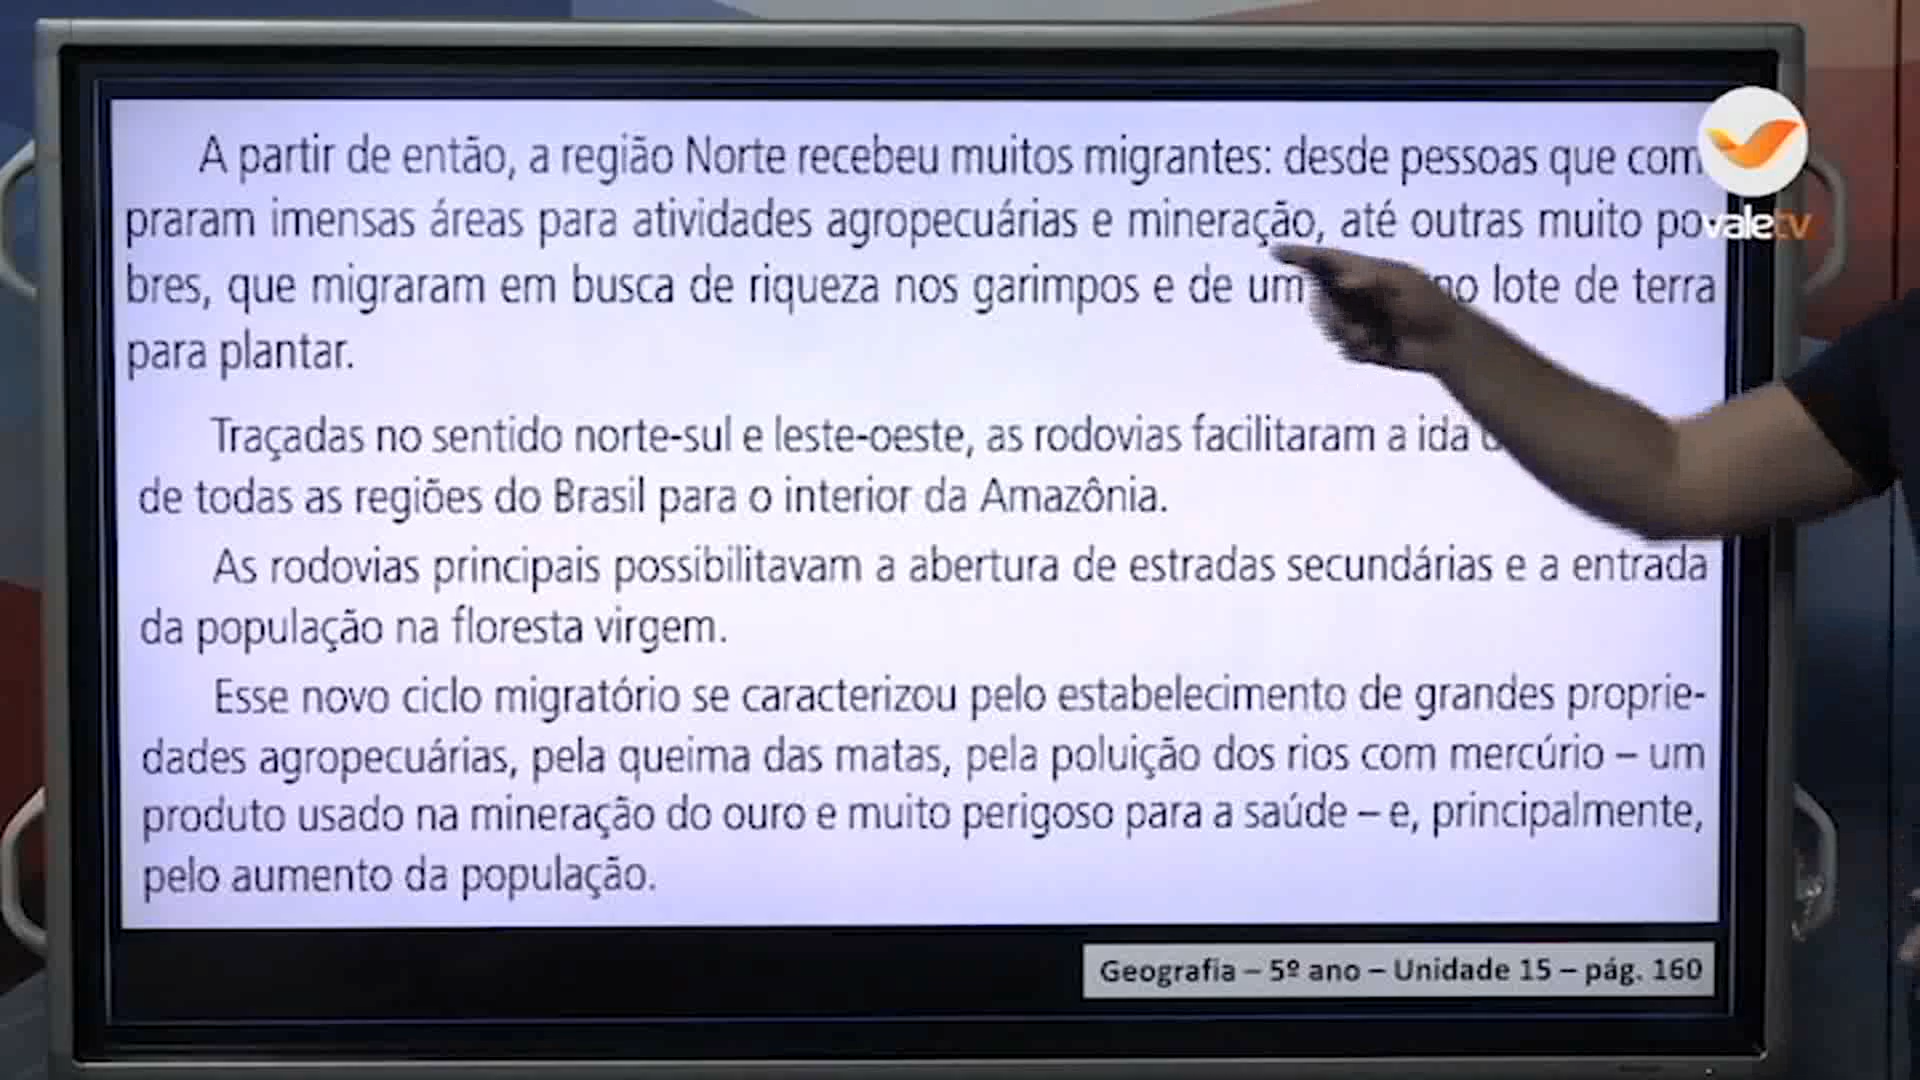 A partir de então, a região Norte recebeu muitos migrantes: desde pessoas que com
praram imensas áreas para atividades agropecuárias e mineração, até outras muito po
bres, que migraram em busca de riqueza nos garimpos e de um lote de terra
para plantar.
Traçadas no sentido norte-sul e leste-oeste, as rodovias facilitaram a ida
de todas as regiões do Brasil para o interior da Amazônia.
As rodovias principais possibilitavam a abertura de estradas secundárias e a entrada
da população na floresta virgem.
Esse novo ciclo migratório se caracterizou pelo estabelecimento de grandes proprie-
dades agropecuárias, pela queima das matas, pela poluição dos rios com mercúrio – um
produto usado na mineração do ouro e muito perigoso para a saúde – e, principalmente,
pelo aumento da população.
Geografia – 5º ano – Unidade 15 – pág. 160
valetv